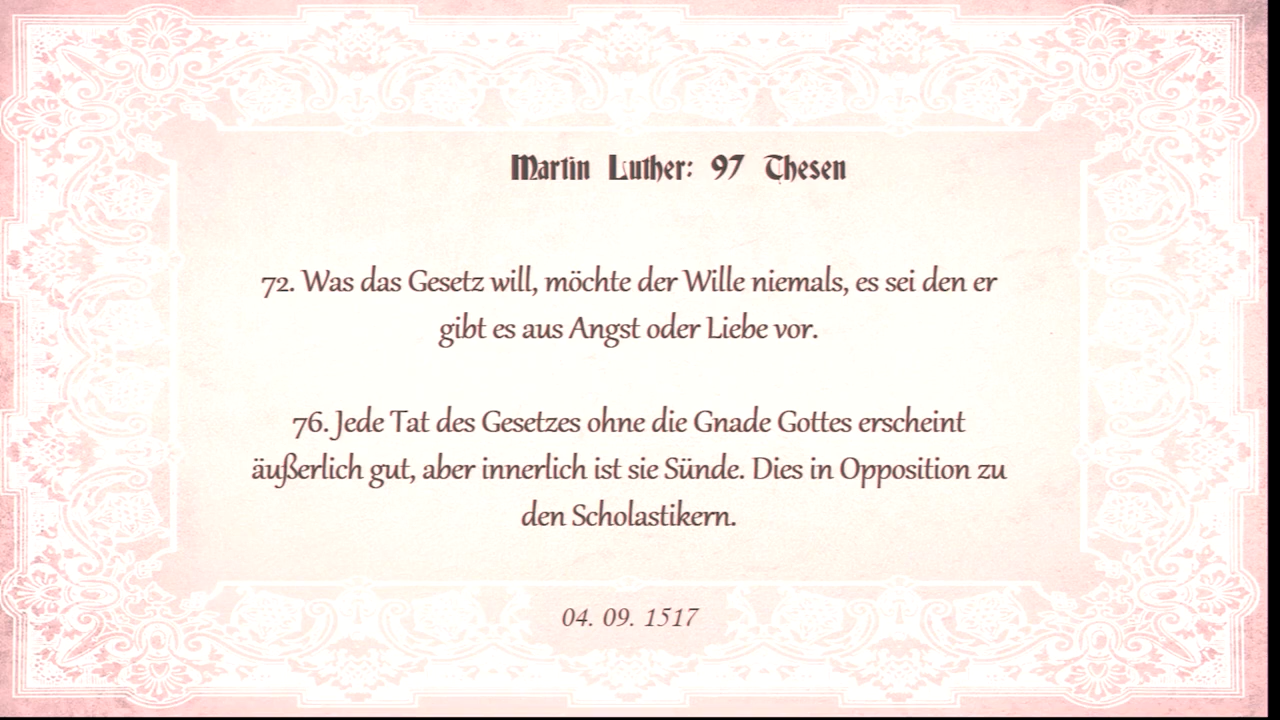 Martin Luther: 97 Thesen
72. Was das Gesetz will, möchte der Wille niemals, es sei den er
gibt es aus Angst oder Liebe vor.
76. Jede Tat des Gesetzes ohne die Gnade Gottes erscheint
äußerlich gut, aber innerlich ist sie Sünde. Dies in Opposition zu
den Scholastikern.
04. 09. 1517